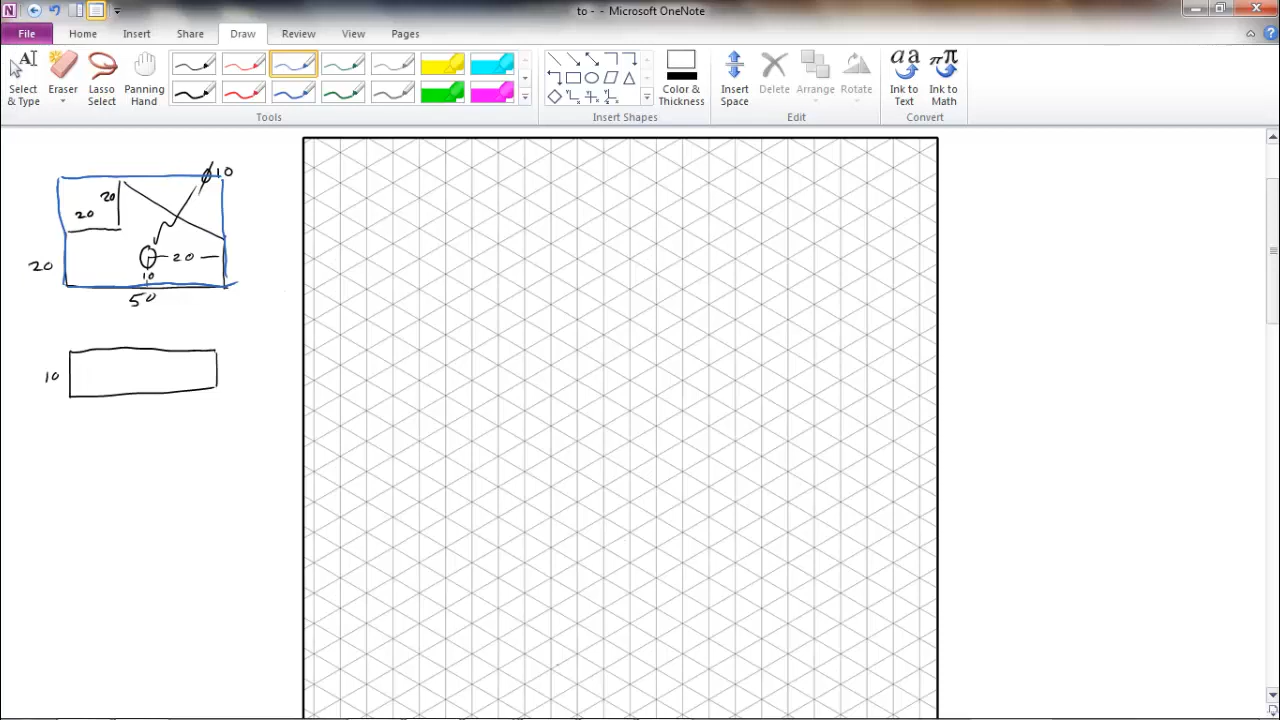 to - - Microsoft OneNote
File Home Insert Share Draw Review View Pages
Select & Type
Eraser
Lasso Select
Panning Hand
Color & Thickness
Insert Space
Delete
Arrange
Rotate
Ink to Text
Ink to Math
Tools
Insert Shapes
Edit
Convert
⌀10
20
20
20
20
10
50
10